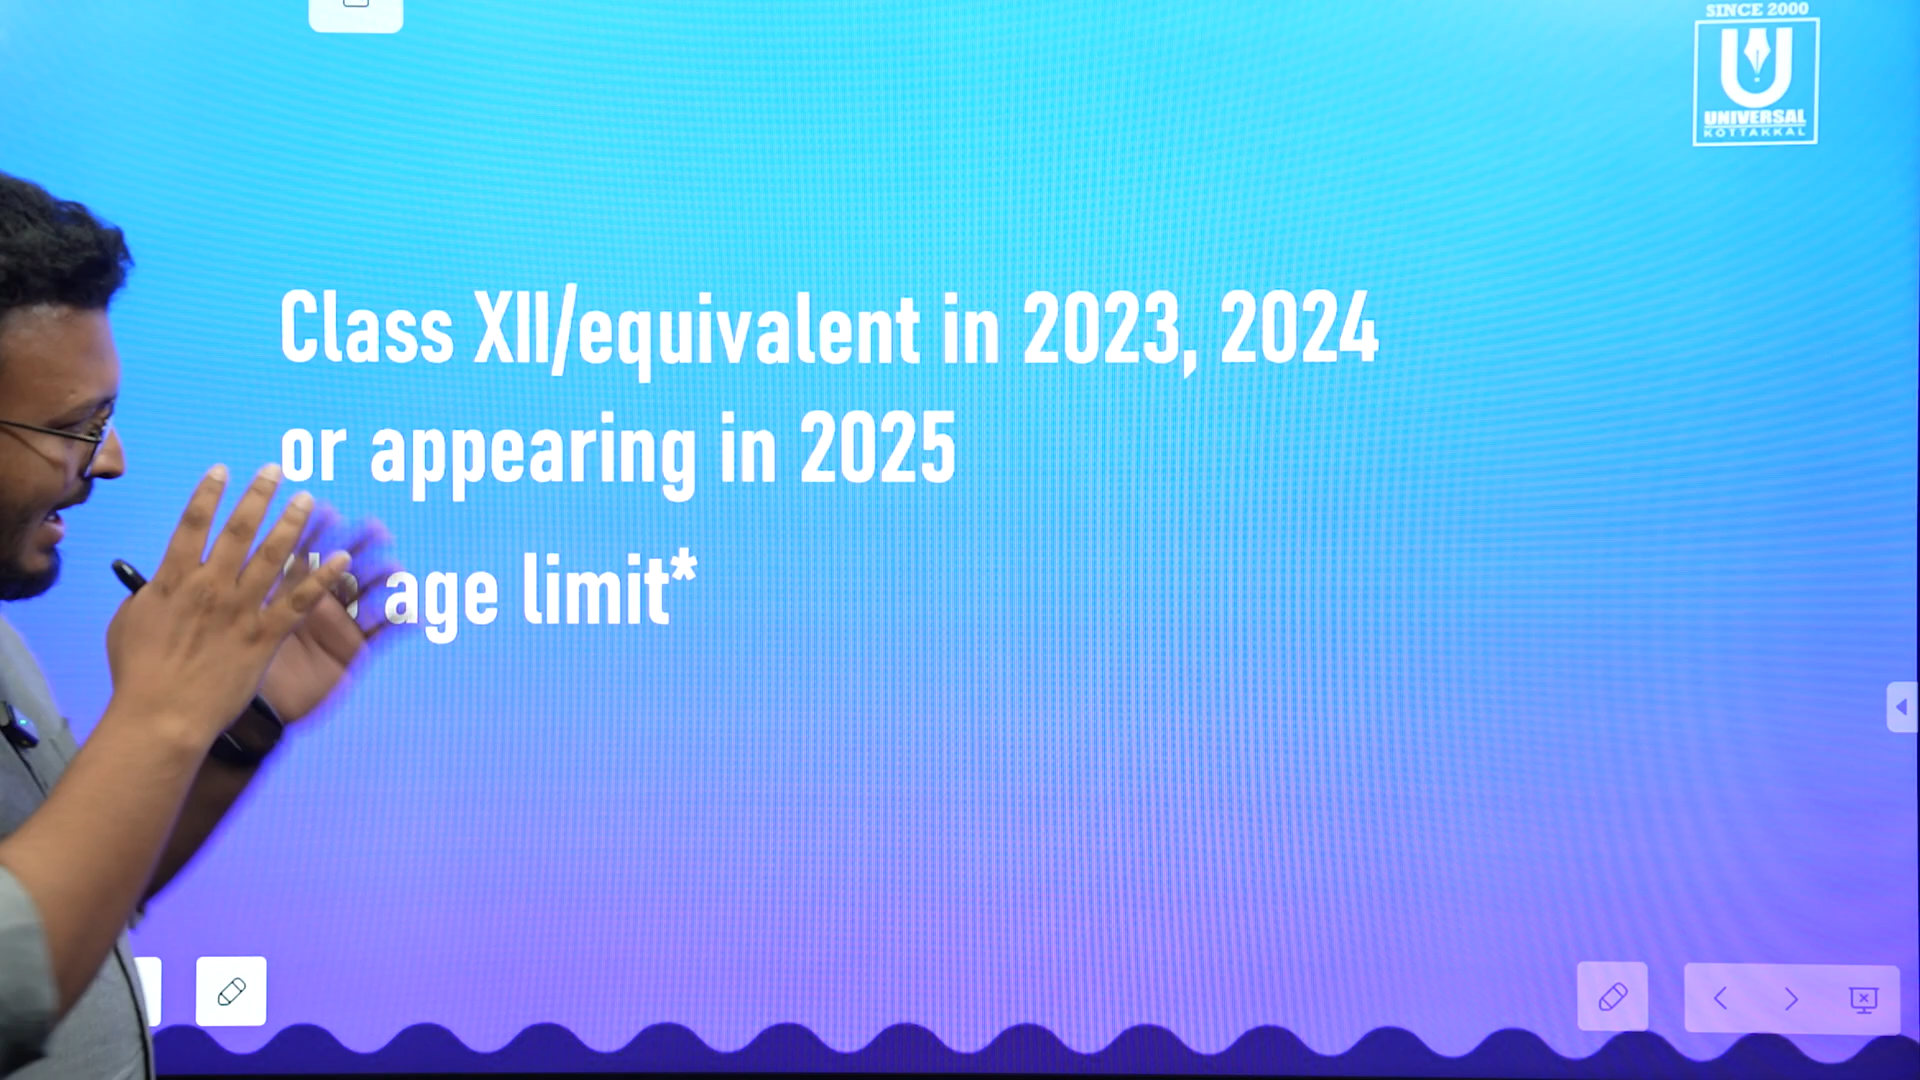 SINCE 2000
U
UNIVERSAL
KOTTAKKAL
Class XII/equivalent in 2023, 2024
or appearing in 2025
age limit*